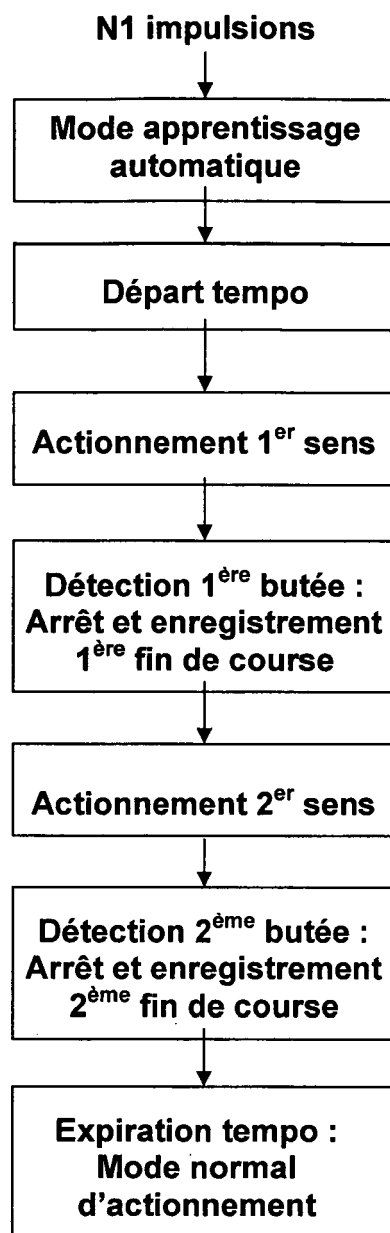 N1 impulsions
Mode apprentissage
automatique
Départ tempo
Actionnement 1er sens
Détection 1ère butée :
Arrêt et enregistrement
1ère fin de course
Actionnement 2er sens
Détection 2ème butée :
Arrêt et enregistrement
2ème fin de course
Expiration tempo :
Mode normal
d'actionnement